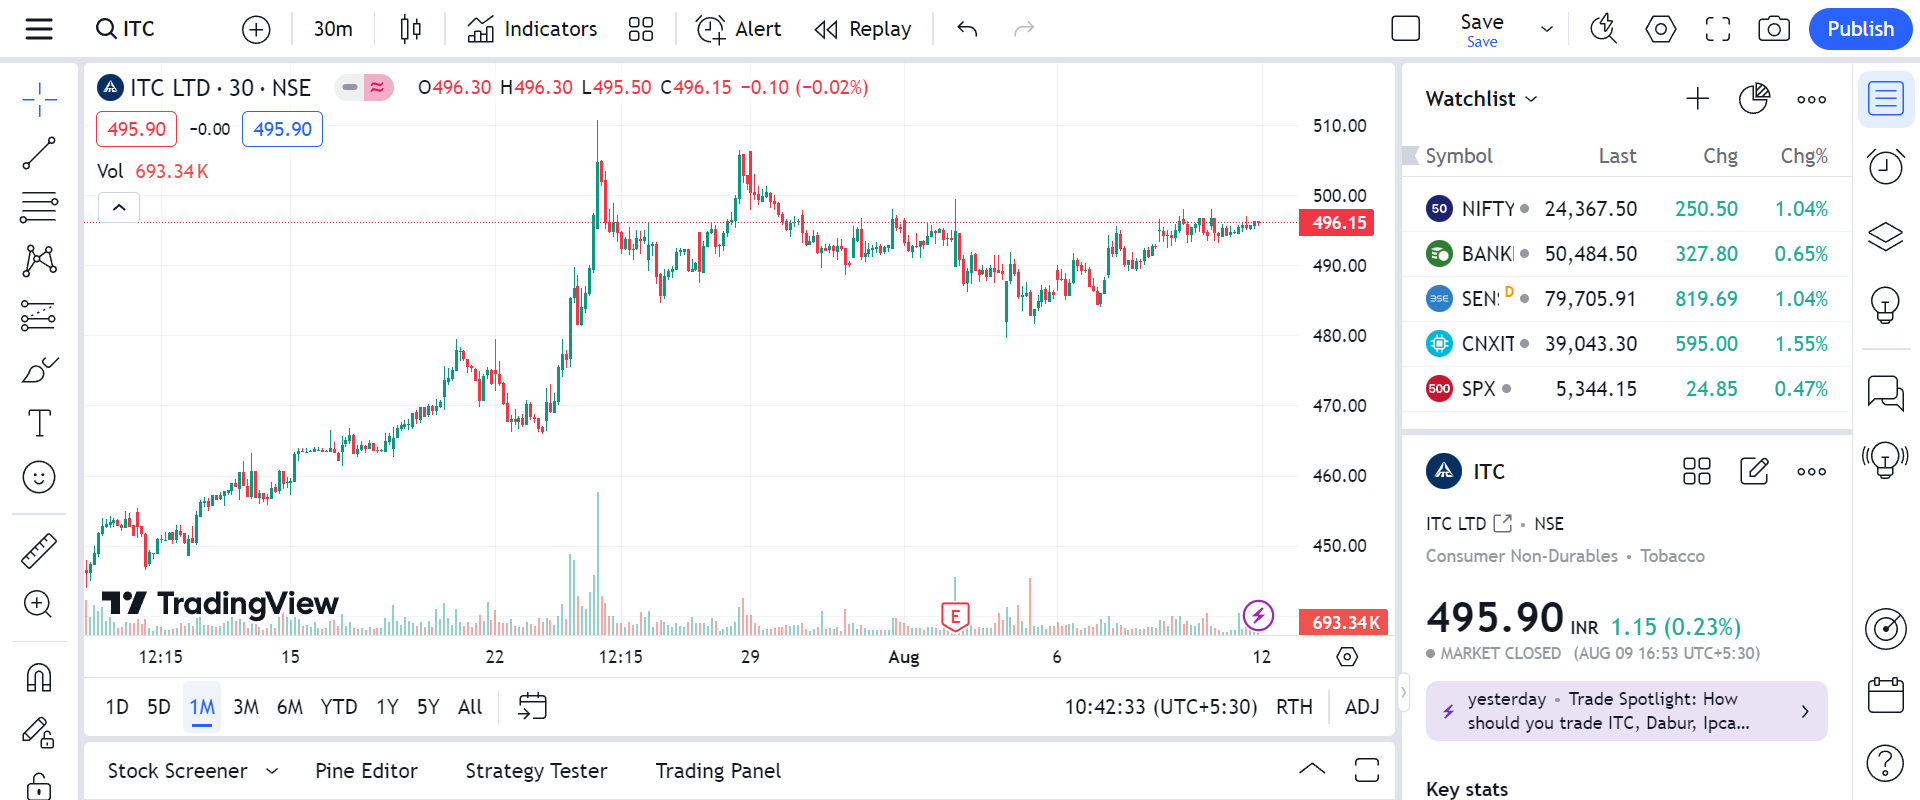 ITC
30m
Indicators
Alert
Replay
Save
Save
Publish
ITC LTD · 30 · NSE
O496.30 H496.30 L495.50 C496.15 −0.10 (−0.02%)
495.90 −0.00 495.90
Vol 693.34K
510.00
500.00
496.15
490.00
480.00
470.00
460.00
450.00
693.34K
TradingView
E
12:15 15 22 12:15 29 Aug 6 12
1D 5D 1M 3M 6M YTD 1Y 5Y All
10:42:33 (UTC+5:30) RTH ADJ
Stock Screener Pine Editor Strategy Tester Trading Panel
Watchlist
Symbol Last Chg Chg%
50 NIFTY 24,367.50 250.50 1.04%
BANK 50,484.50 327.80 0.65%
BSE SENS D 79,705.91 819.69 1.04%
CNXIT 39,043.30 595.00 1.55%
500 SPX 5,344.15 24.85 0.47%
ITC
ITC LTD • NSE
Consumer Non-Durables • Tobacco
495.90 INR 1.15 (0.23%)
MARKET CLOSED (AUG 09 16:53 UTC+5:30)
yesterday • Trade Spotlight: How
should you trade ITC, Dabur, Ipca...
Key stats